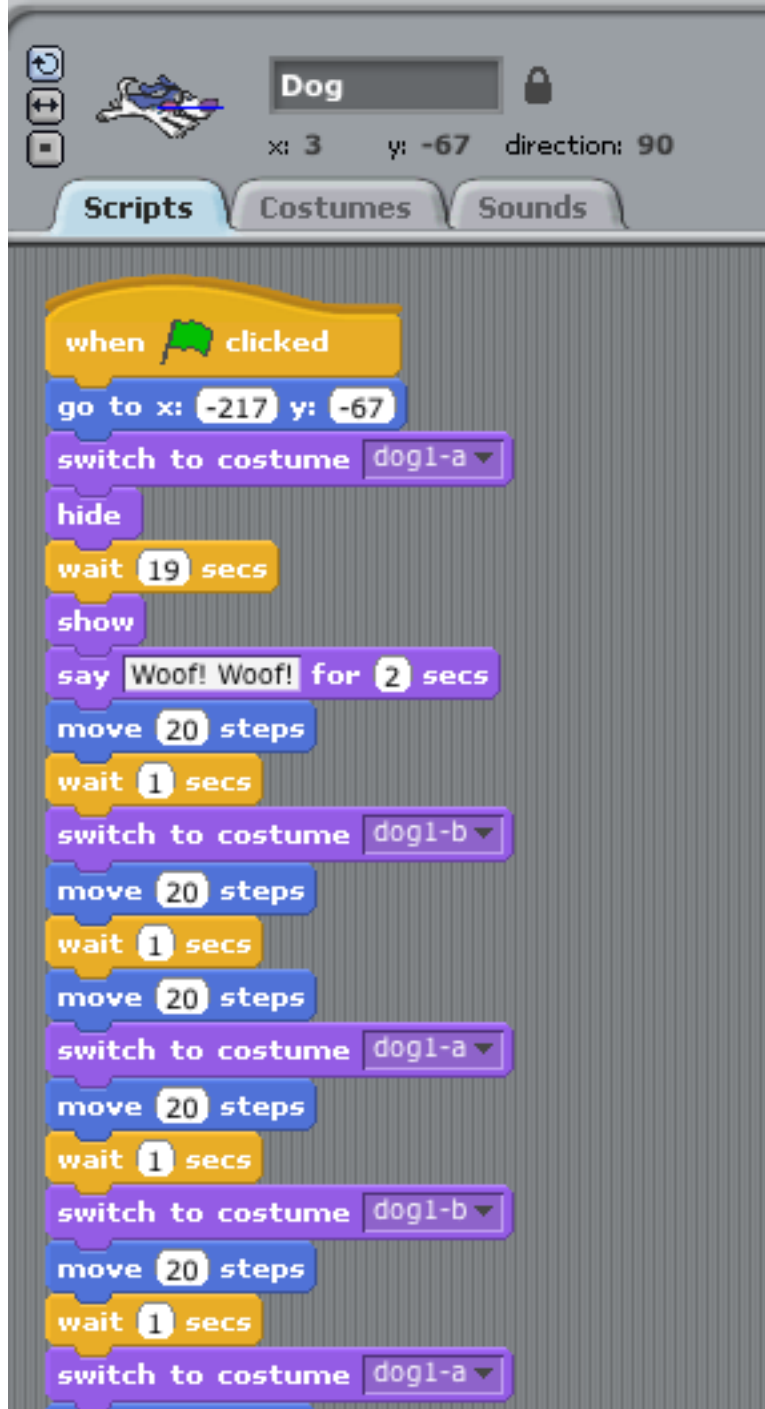 Dog
x: 3 y: -67 direction: 90
Scripts Costumes Sounds
when clicked
go to x: -217 y: -67
switch to costume dog1-a
hide
wait 19 secs
show
say Woof! Woof! for 2 secs
move 20 steps
wait 1 secs
switch to costume dog1-b
move 20 steps
wait 1 secs
move 20 steps
switch to costume dog1-a
move 20 steps
wait 1 secs
switch to costume dog1-b
move 20 steps
wait 1 secs
switch to costume dog1-a